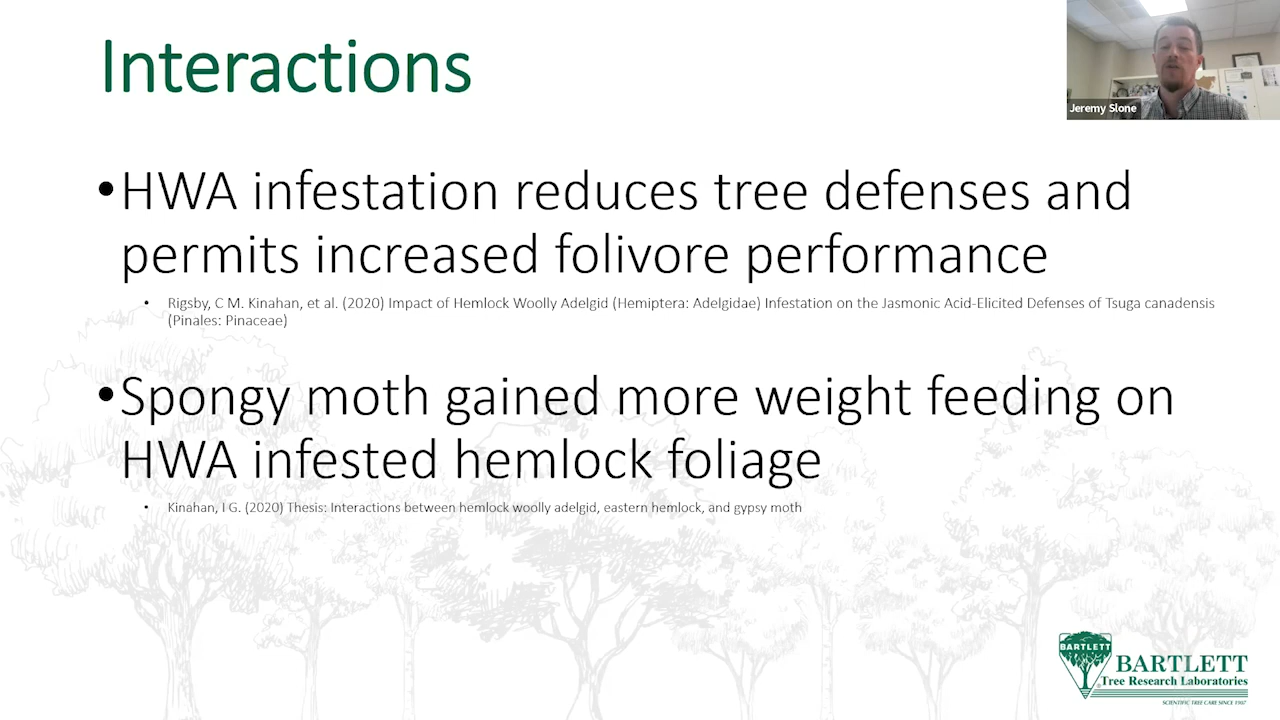 Interactions
Jeremy Slone
•HWA infestation reduces tree defenses and
permits increased folivore performance
• Rigsby, C M. Kinahan, et al. (2020) Impact of Hemlock Woolly Adelgid (Hemiptera: Adelgidae) Infestation on the Jasmonic Acid-Elicited Defenses of Tsuga canadensis
(Pinales: Pinaceae)
•Spongy moth gained more weight feeding on
HWA infested hemlock foliage
• Kinahan, I G. (2020) Thesis: Interactions between hemlock woolly adelgid, eastern hemlock, and gypsy moth
BARTLETT
BARTLETT
Tree Research Laboratories
SCIENTIFIC TREE CARE SINCE 1907